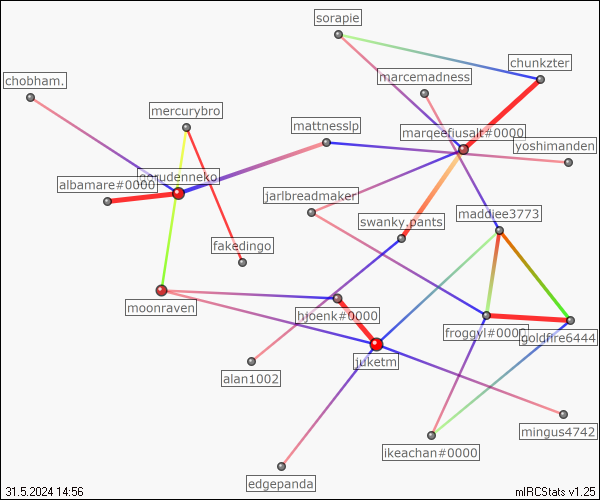 sorapie
chunkzter
marcemadness
chobham.
mercurybro
mattnesslp
marqeefiusalt#0000
yoshimanden
gorudenneko
albamare#0000
jarlbreadmaker
maddiee3773
swanky.pants
fakedingo
moonraven
hjoenk#0000
froggyl#0000
goldfire6444
juketm
alan1002
mingus4742
ikeachan#0000
edgepanda
31.5.2024 14:56
mIRCStats v1.25